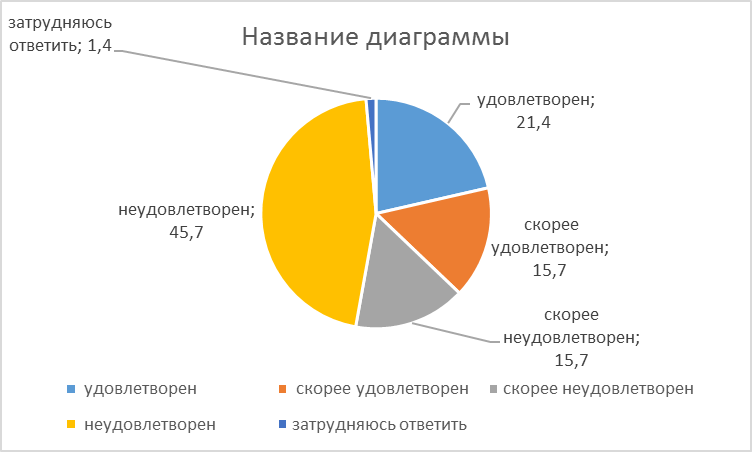 Название диаграммы
затрудняюсь
ответить; 1,4
удовлетворен;
21,4
неудовлетворен;
45,7
скорее
удовлетворен;
15,7
скорее
неудовлетворен;
15,7
удовлетворен
скорее удовлетворен
скорее неудовлетворен
неудовлетворен
затрудняюсь ответить